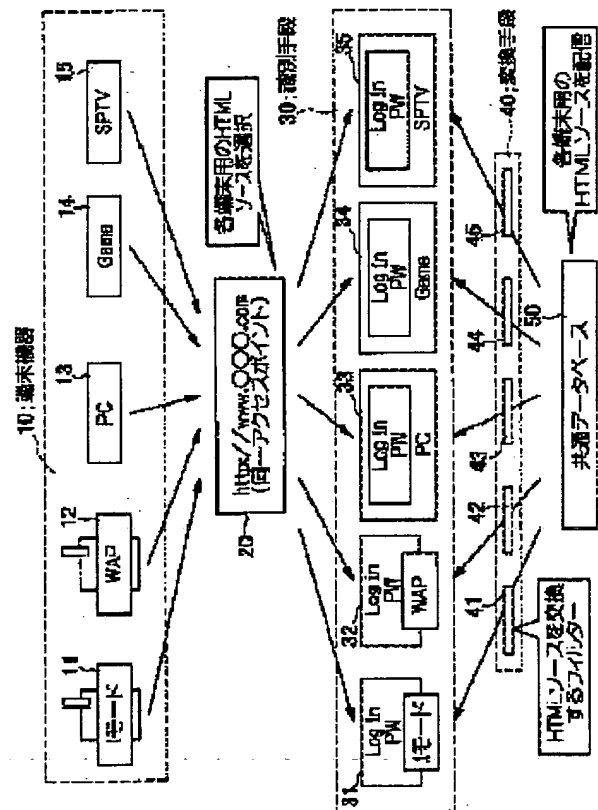 10;端末機器
11
iモード
12
WAP
13
PC
14
Game
15
SPTV
20
http//www.○○○.com
(同一アクセスポイント)
各端末用のHTML
ソースを選択
30;識別手段
31
Log In
PW
iモード
32
Log In
PW
WAP
33
Log In
PW
PC
34
Log In
PW
Game
35
Log In
PW
SPTV
40;変換手段
41
42
43
44
45
HTMLソースを変換
するフィルター
50
共通データベース
各端末用の
HTMLソースを配信